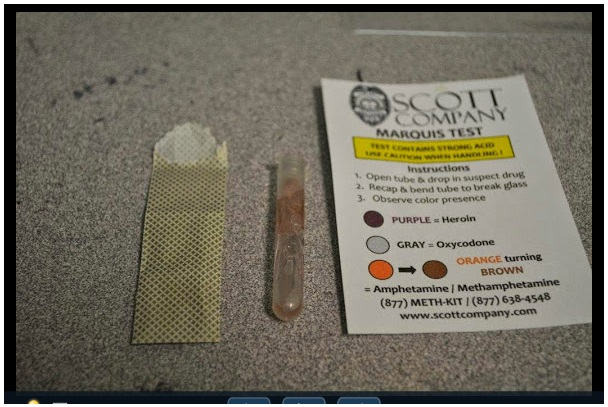 SCOTT
COMPANY
MARQUIS TEST
TEST CONTAINS STRONG ACID
USE CAUTION WHEN HANDLING!
Instructions
1. Open tube & drop in suspect drug
2. Recap & bend tube to break glass
3. Observe color presence
PURPLE = Heroin
GRAY = Oxycodone
ORANGE turning
BROWN
= Amphetamine / Methamphetamine
(877) METH-KIT / (877) 638-4548
www.scottcompany.com